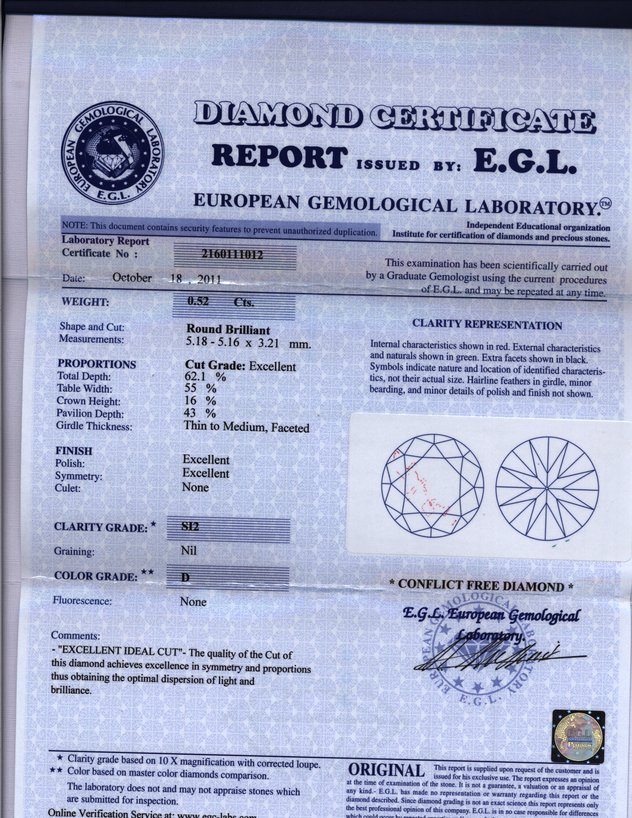 DIAMOND CERTIFICATE
REPORT ISSUED BY: E.G.L.
EUROPEAN GEMOLOGICAL LABORATORY.™
EUROPEAN GEMOLOGICAL LABORATORY
E.G.L.
NOTE: This document contains security features to prevent unauthorized duplication.
Independent Educational organization
Institute for certification of diamonds and precious stones.
Laboratory Report
Certificate No : 2160111012
Date: October 18 , 2011
This examination has been scientifically carried out
by a Graduate Gemologist using the current procedures
of E.G.L. and may be repeated at any time.
WEIGHT: 0.52 Cts.
Shape and Cut: Round Brilliant
Measurements: 5.18 - 5.16 x 3.21 mm.
PROPORTIONS Cut Grade: Excellent
Total Depth: 62.1 %
Table Width: 55 %
Crown Height: 16 %
Pavilion Depth: 43 %
Girdle Thickness: Thin to Medium, Faceted
FINISH
Polish: Excellent
Symmetry: Excellent
Culet: None
CLARITY GRADE: * SI2
Graining: Nil
COLOR GRADE: ** D
Fluorescence: None
Comments:
- "EXCELLENT IDEAL CUT"- The quality of the Cut of
this diamond achieves excellence in symmetry and proportions
thus obtaining the optimal dispersion of light and
brilliance.
CLARITY REPRESENTATION
Internal characteristics shown in red. External characteristics
and naturals shown in green. Extra facets shown in black.
Symbols indicate nature and location of identified characteris-
tics, not their actual size. Hairline feathers in girdle, minor
bearding, and minor details of polish and finish not shown.
* CONFLICT FREE DIAMOND *
E.G.L. European Gemological
Laboratory.
EUROPEAN GEMOLOGICAL LABORATORY
E.G.L.
* Clarity grade based on 10 X magnification with corrected loupe.
** Color based on master color diamonds comparison.
The laboratory does not and may not appraise stones which
are submitted for inspection.
Online Verification Service at: www.egl-labs.com
ORIGINAL This report is supplied upon request of the customer and is
issued for his exclusive use. The report expresses an opinion
at the time of examination of the stone. It is not a guarantee, a valuation or an appraisal of
any kind.- E.G.L. has made no representation or warranty regarding this report or the
diamond described. Since diamond grading is not an exact science this report represents only
the best professional opinion of this company. E.G.L. is in no case responsible for differences